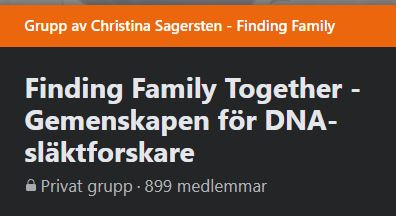 Grupp av Christina Sagersten - Finding Family
Finding Family Together -
Gemenskapen för DNA-
släktforskare
Privat grupp · 899 medlemmar